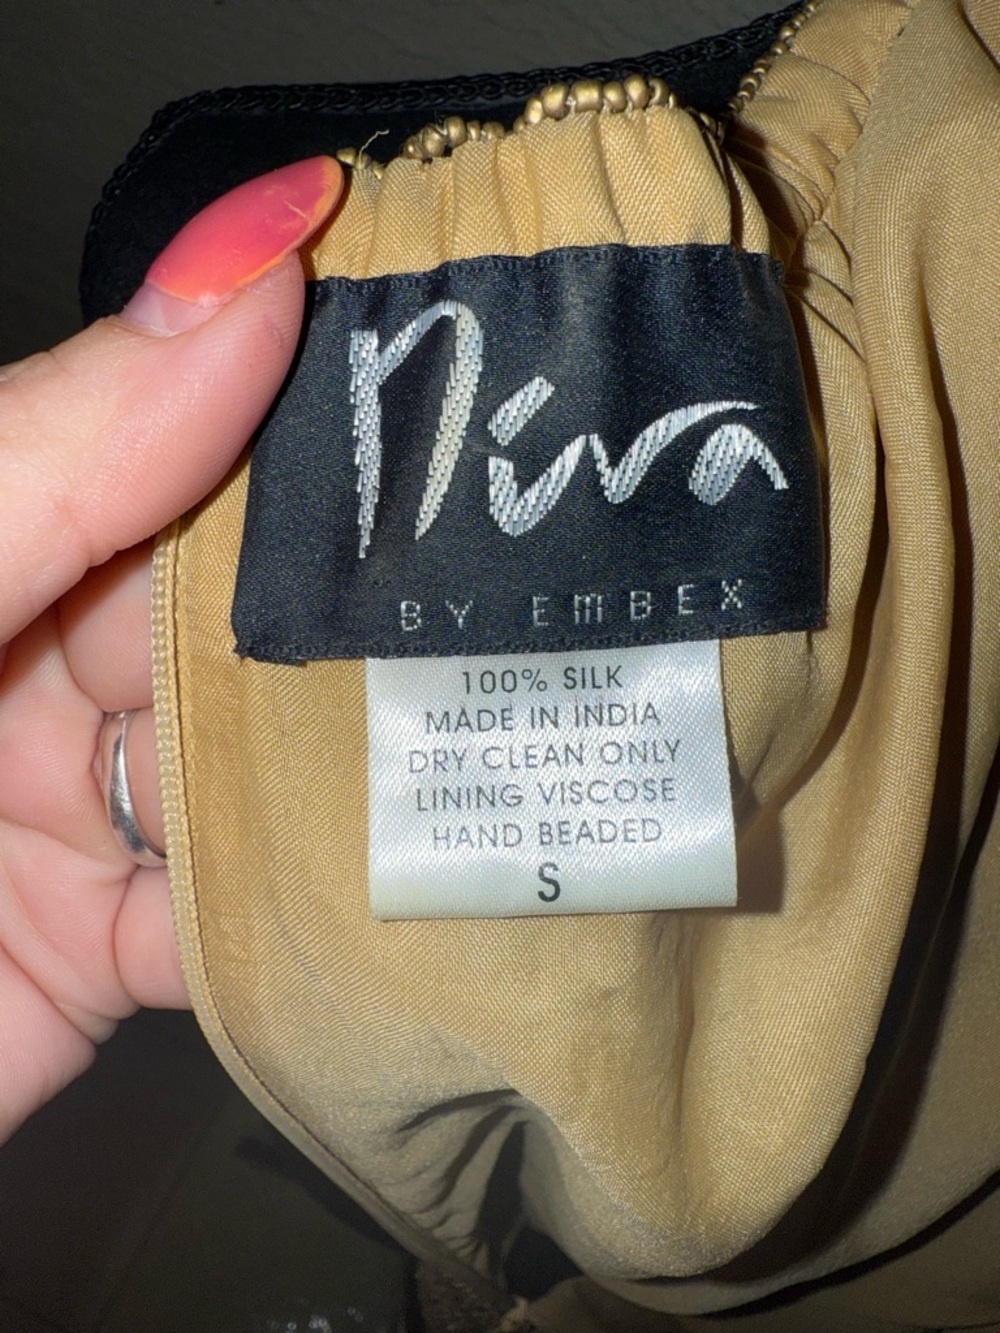 Diva
BY EMBEX
100% SILK
MADE IN INDIA
DRY CLEAN ONLY
LINING VISCOSE
HAND BEADED
S